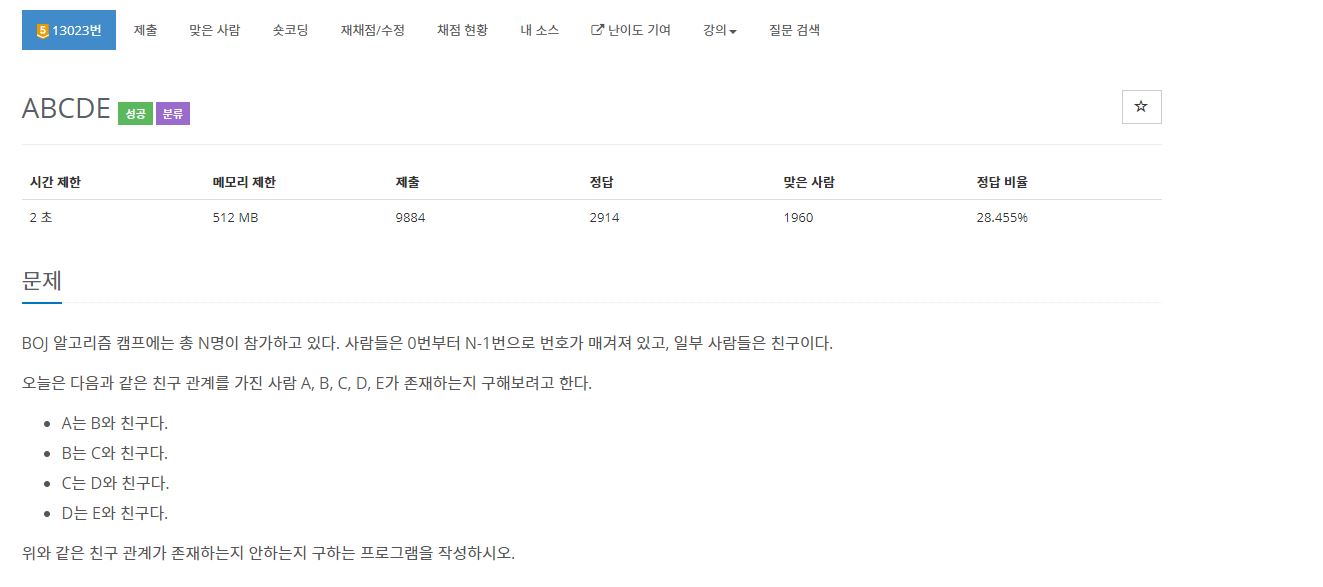 5 13023번 제출 맞은 사람 숏코딩 재채점/수정 채점 현황 내 소스 난이도 기여 강의 질문 검색
ABCDE 성공 분류
시간 제한 메모리 제한 제출 정답 맞은 사람 정답 비율
2 초 512 MB 9884 2914 1960 28.455%
문제
BOJ 알고리즘 캠프에는 총 N명이 참가하고 있다. 사람들은 0번부터 N-1번으로 번호가 매겨져 있고, 일부 사람들은 친구이다.
오늘은 다음과 같은 친구 관계를 가진 사람 A, B, C, D, E가 존재하는지 구해보려고 한다.
• A는 B와 친구다.
• B는 C와 친구다.
• C는 D와 친구다.
• D는 E와 친구다.
위와 같은 친구 관계가 존재하는지 안하는지 구하는 프로그램을 작성하시오.